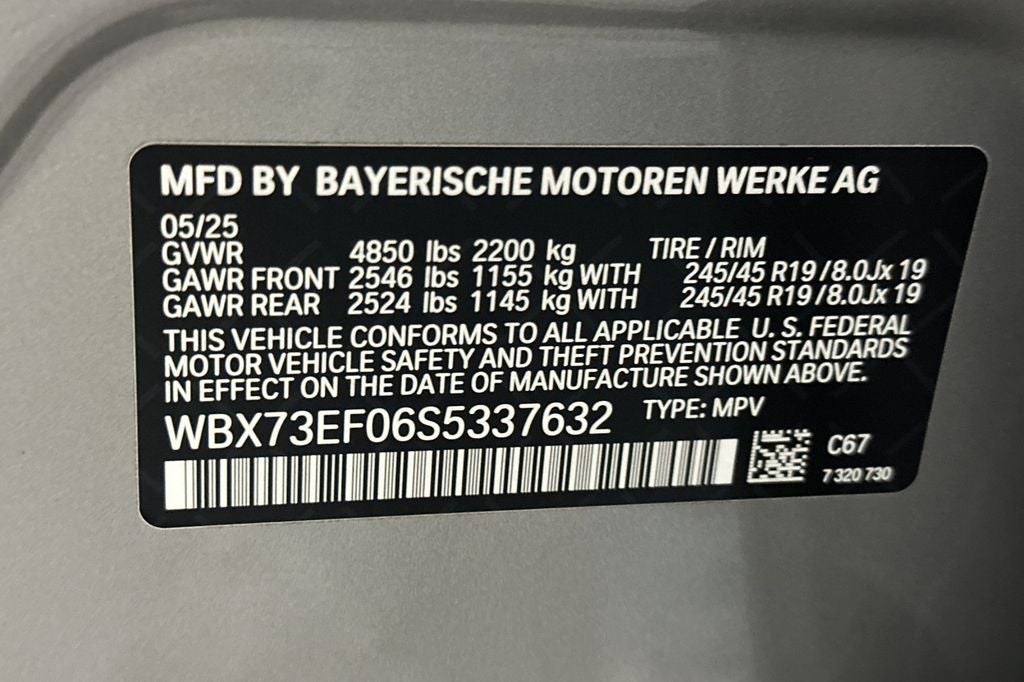 MFD BY BAYERISCHE MOTOREN WERKE AG
05/25
GVWR 4850 lbs 2200 kg TIRE / RIM
GAWR FRONT 2546 lbs 1155 kg WITH 245/45 R19 / 8.0Jx 19
GAWR REAR 2524 lbs 1145 kg WITH 245/45 R19 / 8.0Jx 19
THIS VEHICLE CONFORMS TO ALL APPLICABLE U. S. FEDERAL
MOTOR VEHICLE SAFETY AND THEFT PREVENTION STANDARDS
IN EFFECT ON THE DATE OF MANUFACTURE SHOWN ABOVE.
WBX73EF06S5337632 TYPE: MPV
C67
7 320 730